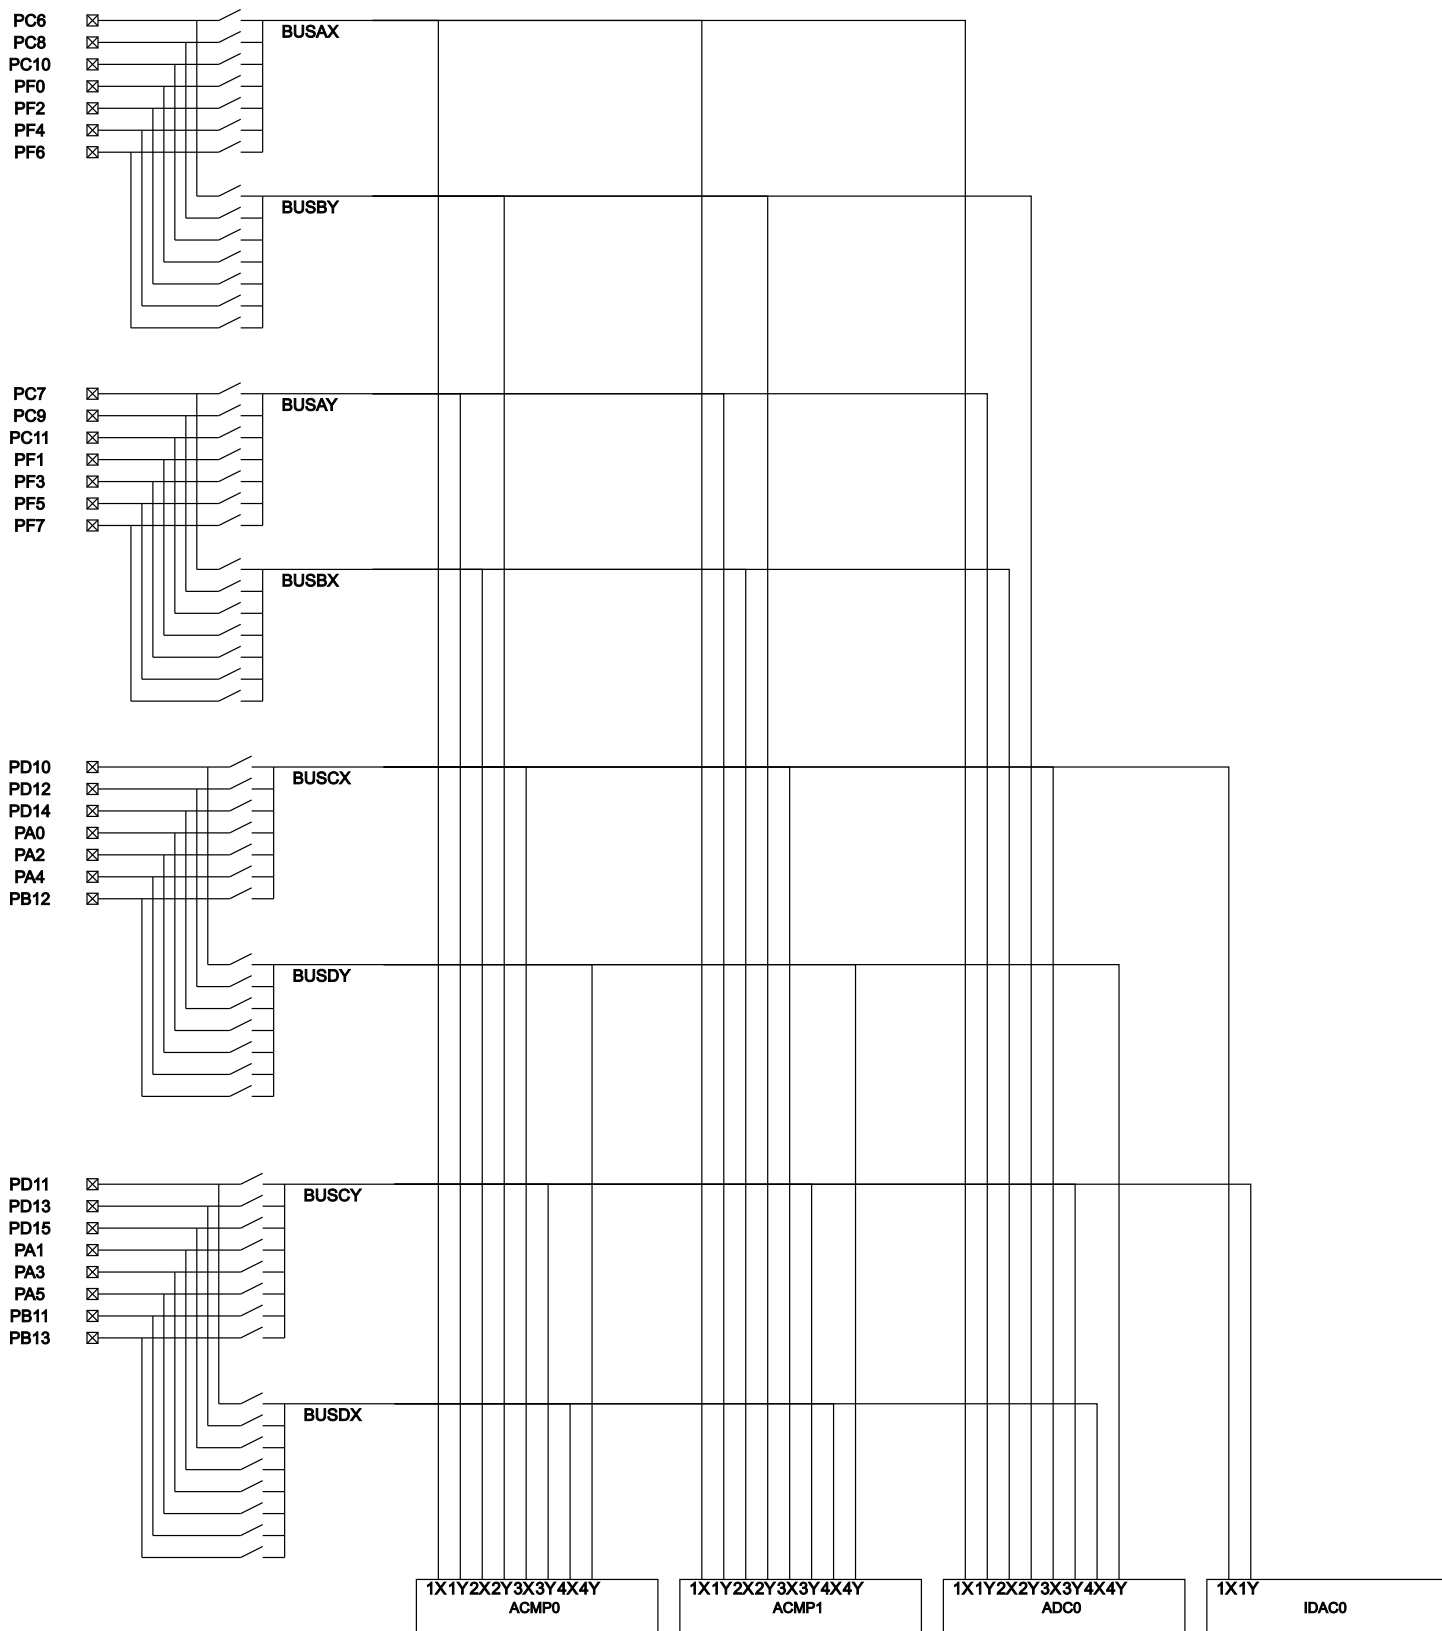 PC6
BUSAX
PC8
PC10
PF0
PF2
PF4
PF6
BUSBY
PC7
BUSAY
PC9
PC11
PF1
PF3
PF5
PF7
BUSBX
PD10
BUSCX
PD12
PD14
PA0
PA2
PA4
PB12
BUSDY
PD11
BUSCY
PD13
PD15
PA1
PA3
PA5
PB11
PB13
BUSDX
1X1Y2X2Y3X3Y4X4Y 1X1Y2X2Y3X3Y4X4Y 1X1Y2X2Y3X3Y4X4Y 1X1Y
ACMP0 ACMP1 ADC0 IDAC0